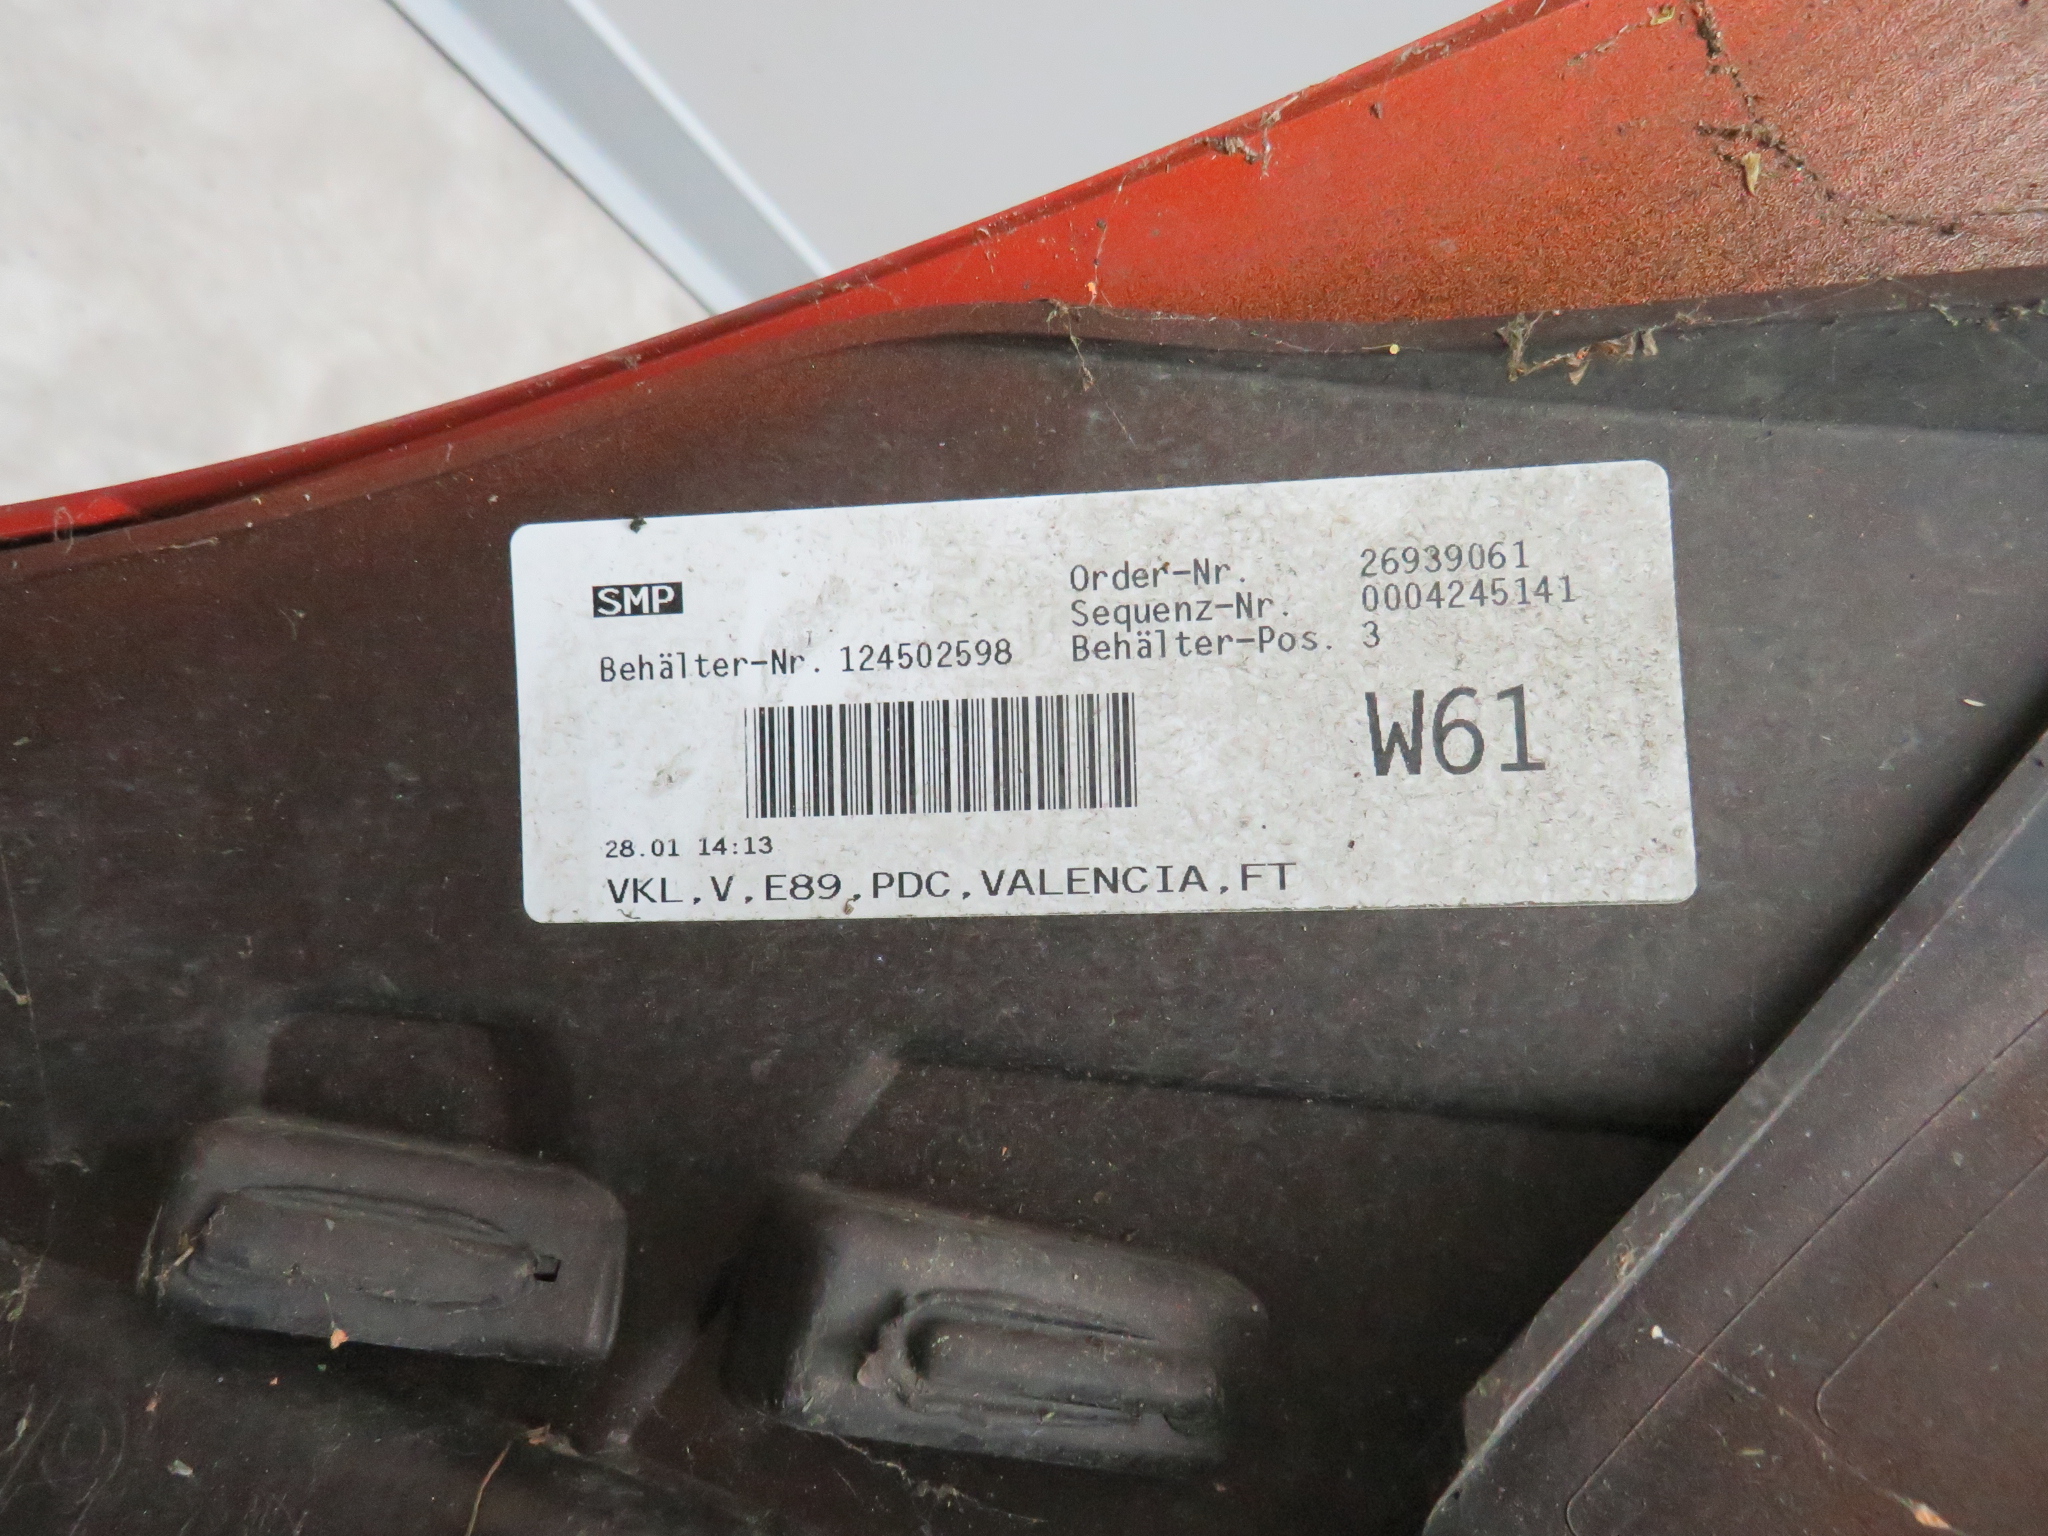 SMP
Order-Nr. 26939061
Sequenz-Nr. 0004245141
Behälter-Nr. 124502598 Behälter-Pos. 3
W61
28.01 14:13
VKL,V,E89,PDC,VALENCIA,FT